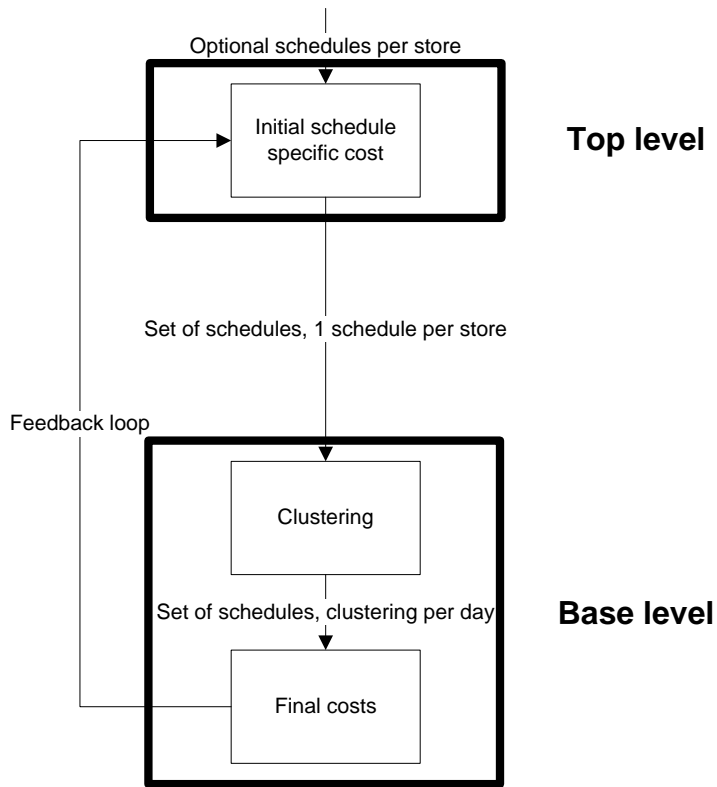 Optional schedules per store
Initial schedule
specific cost
Top level
Set of schedules, 1 schedule per store
Feedback loop
Clustering
Set of schedules, clustering per day
Base level
Final costs